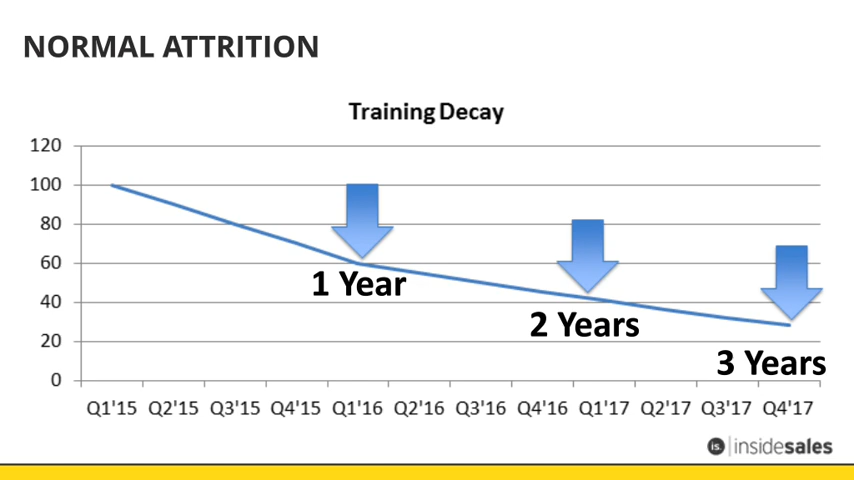 NORMAL ATTRITION
Training Decay
120
100
80
60
40
20
0
1 Year
2 Years
3 Years
Q1'15 Q2'15 Q3'15 Q4'15 Q1'16 Q2'16 Q3'16 Q4'16 Q1'17 Q2'17 Q3'17 Q4'17
is. insidesales